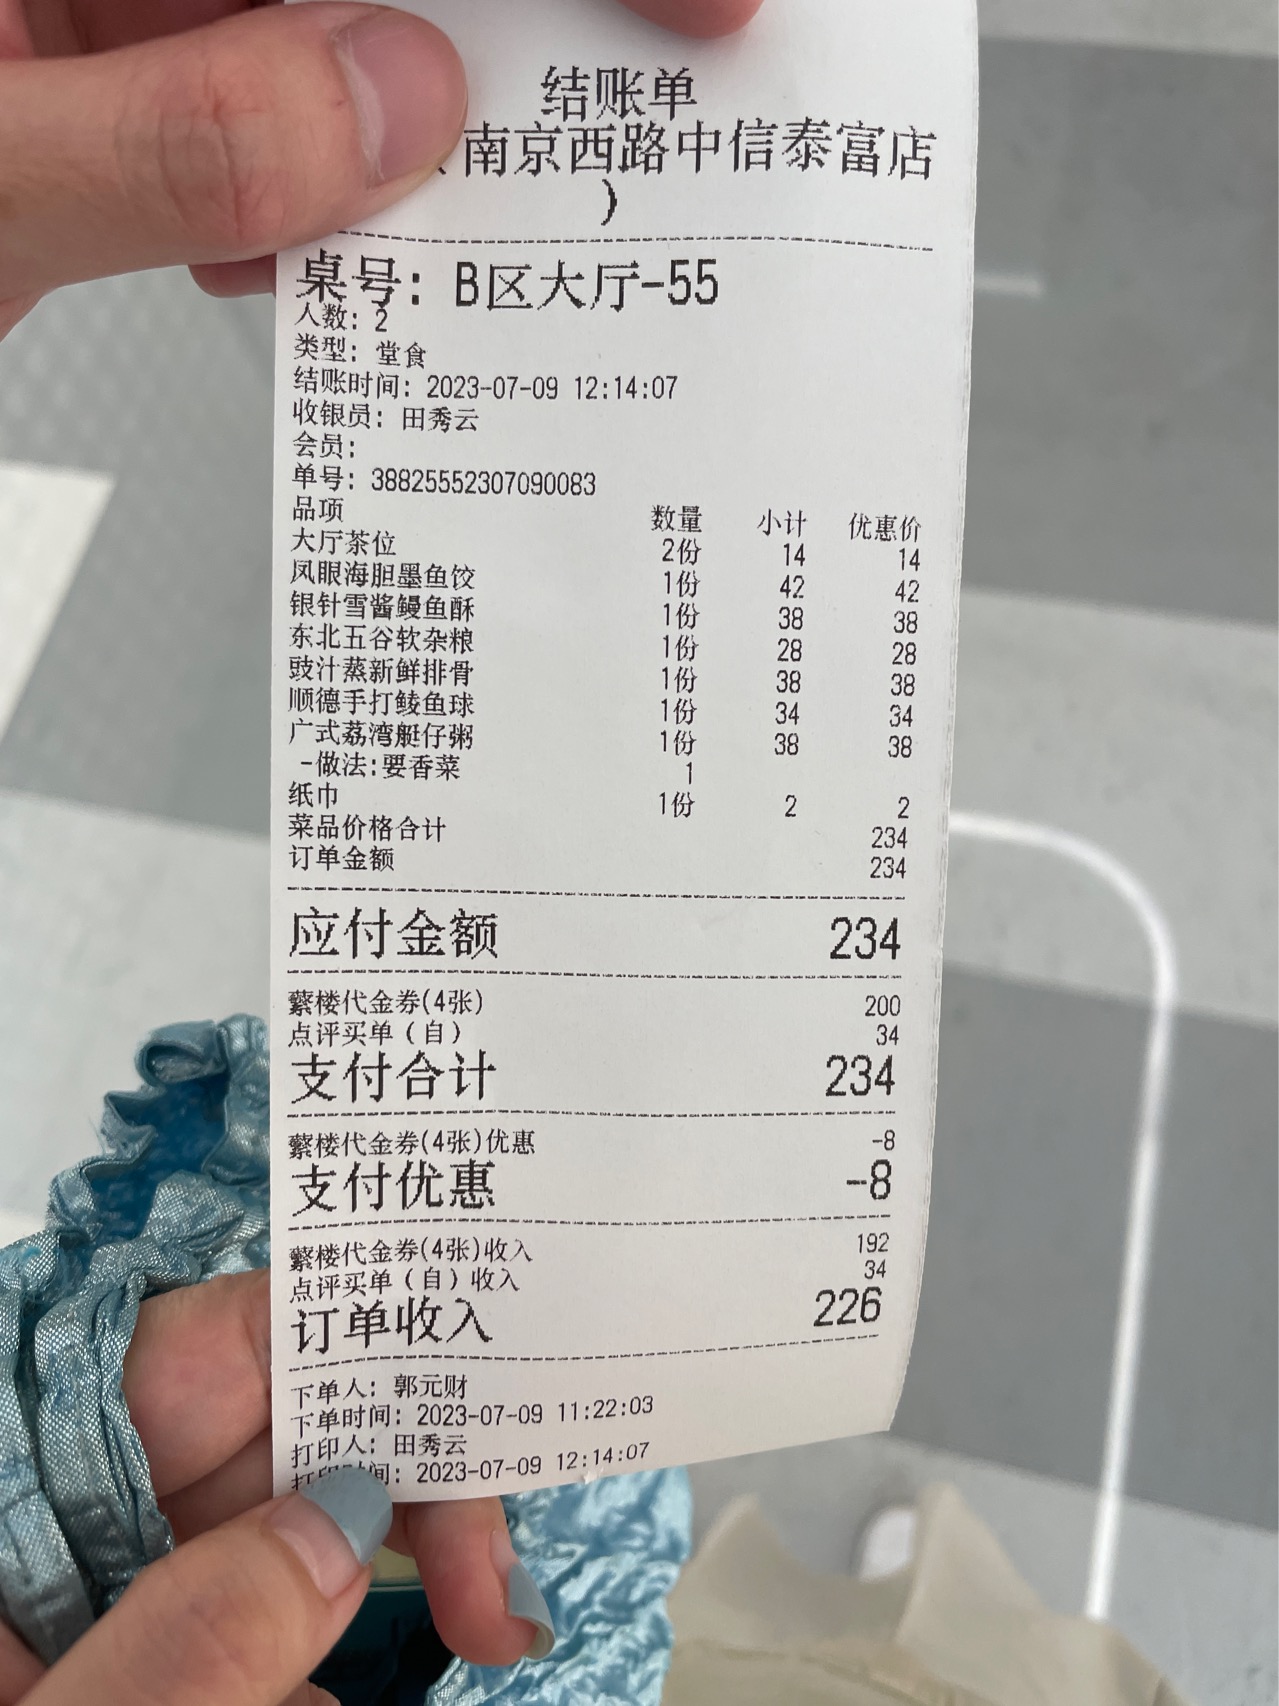 结账单
（南京西路中信泰富店
）
桌号: B区大厅-55
人数: 2
类型: 堂食
结账时间: 2023-07-09 12:14:07
收银员: 田秀云
会员:
单号: 38825552307090083
品项 数量 小计 优惠价
大厅茶位 2份 14 14
凤眼海胆墨鱼饺 1份 42 42
银针雪酱鳗鱼酥 1份 38 38
东北五谷软杂粮 1份 28 28
豉汁蒸新鲜排骨 1份 38 38
顺德手打鲮鱼球 1份 34 34
广式荔湾艇仔粥 1份 38 38
-做法:要香菜 1
纸巾 1份 2 2
菜品价格合计 234
订单金额 234
应付金额 234
蘩楼代金券(4张) 200
点评买单（自） 34
支付合计 234
蘩楼代金券(4张)优惠 -8
支付优惠 -8
蘩楼代金券(4张)收入 192
点评买单（自）收入 34
订单收入 226
下单人: 郭元财
下单时间: 2023-07-09 11:22:03
打印人: 田秀云
打印时间: 2023-07-09 12:14:07